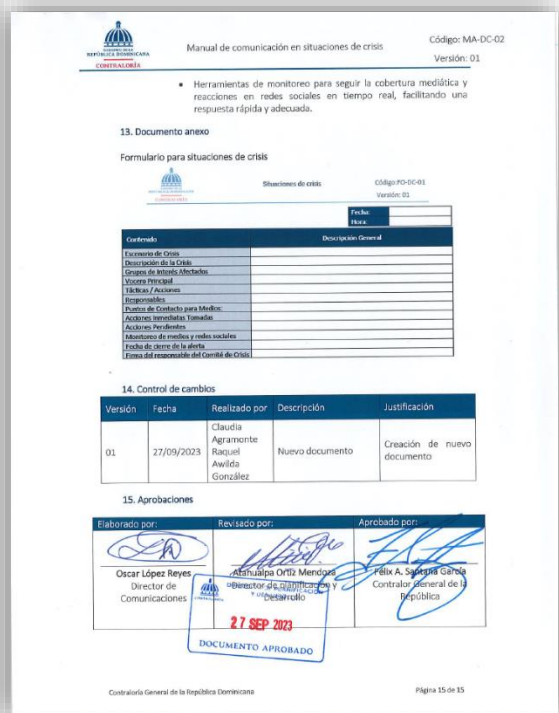 GOBIERNO DE LA
REPÚBLICA DOMINICANA
CONTRALORÍA
Manual de comunicación en situaciones de crisis
Código: MA-DC-02
Versión: 01
• Herramientas de monitoreo para seguir la cobertura mediática y
reacciones en redes sociales en tiempo real, facilitando una
respuesta rápida y adecuada.
13. Documento anexo
Formulario para situaciones de crisis
CONTRALORÍA
Situaciones de crisis
Código:FO-DC-01
Versión: 01
Fecha:
Hora:
Contenido Descripción General
Escenario de Crisis
Descripción de la Crisis
Grupos de Interés Afectados
Vocero Principal
Tácticas / Acciones
Responsables
Puntos de Contacto para Medios:
Acciones Inmediatas Tomadas
Acciones Pendientes
Monitoreo de medios y redes sociales
Fecha de cierre de la alerta
Firma del responsable del Comité de Crisis
14. Control de cambios
Versión Fecha Realizado por Descripción Justificación
01 27/09/2023 Claudia Agramonte Raquel Awilda González Nuevo documento Creación de nuevo documento
15. Aprobaciones
Elaborado por: Revisado por: Aprobado por:
Oscar López Reyes Atahualpa Ortiz Mendoza Félix A. Santana García
Director de Director de planificación y Contralor General de la
Comunicaciones Desarrollo República
27 SEP 2023
DOCUMENTO APROBADO
Contraloría General de la República Dominicana
Página 15 de 15